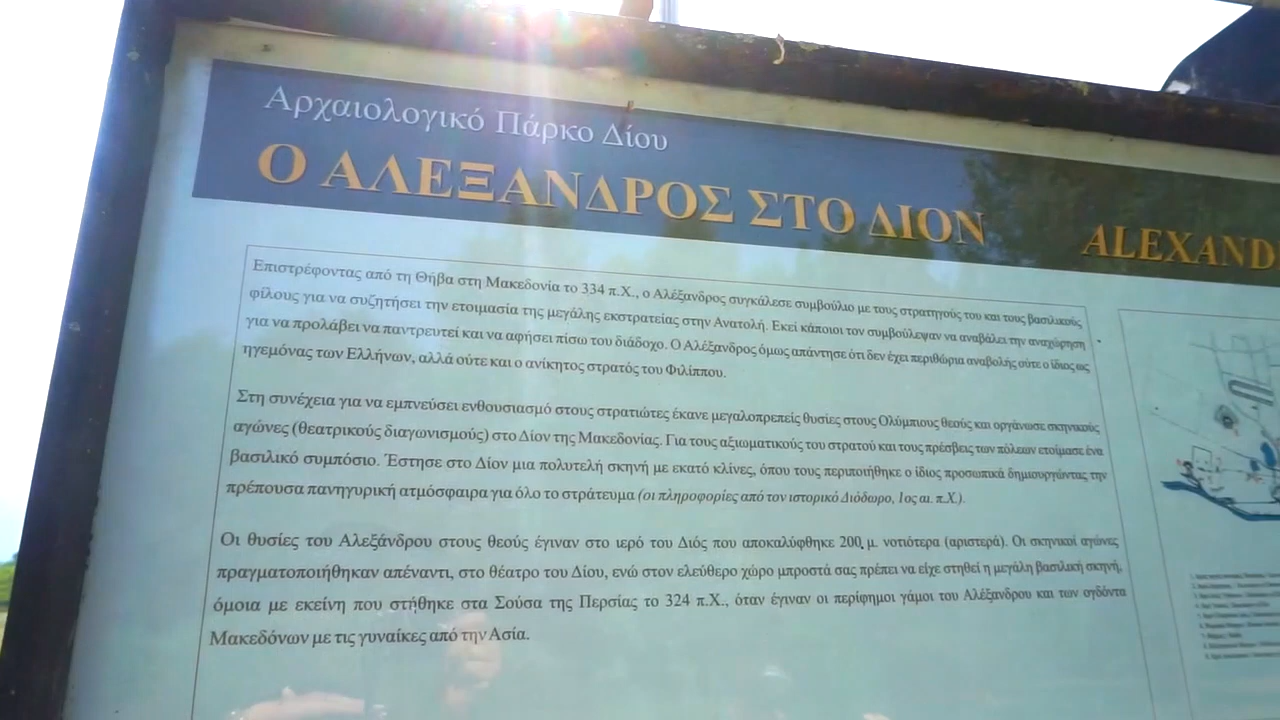 Αρχαιολογικό Πάρκο Δίου
Ο ΑΛΕΞΑΝΔΡΟΣ ΣΤΟ ΔΙΟΝ
ALEXAND
Επιστρέφοντας από τη Θήβα στη Μακεδονία το 334 π.Χ., ο Αλέξανδρος συγκάλεσε συμβούλιο με τους στρατηγούς του και τους βασιλικούς
φίλους για να συζητήσει την ετοιμασία της μεγάλης εκστρατείας στην Ανατολή. Εκεί κάποιοι τον συμβούλεψαν να αναβάλει την αναχώρηση
για να προλάβει να παντρευτεί και να αφήσει πίσω του διάδοχο. Ο Αλέξανδρος όμως απάντησε ότι δεν έχει περιθώρια αναβολής ούτε ο ίδιος ως
ηγεμόνας των Ελλήνων, αλλά ούτε και ο ανίκητος στρατός του Φιλίππου.
Στη συνέχεια για να εμπνεύσει ενθουσιασμό στους στρατιώτες έκανε μεγαλοπρεπείς θυσίες στους Ολύμπιους θεούς και οργάνωσε σκηνικούς
αγώνες (θεατρικούς διαγωνισμούς) στο Δίον της Μακεδονίας. Για τους αξιωματικούς του στρατού και τους πρέσβεις των πόλεων ετοίμασε ένα
βασιλικό συμπόσιο. Έστησε στο Δίον μια πολυτελή σκηνή με εκατό κλίνες, όπου τους περιποιήθηκε ο ίδιος προσωπικά δημιουργώντας την
πρέπουσα πανηγυρική ατμόσφαιρα για όλο το στράτευμα (οι πληροφορίες από τον ιστορικό Διόδωρο, 1ος αι. π.Χ.).
Οι θυσίες του Αλεξάνδρου στους θεούς έγιναν στο ιερό του Διός που αποκαλύφθηκε 200 μ. νοτιότερα (αριστερά). Οι σκηνικοί αγώνες
πραγματοποιήθηκαν απέναντι, στο θέατρο του Δίου, ενώ στον ελεύθερο χώρο μπροστά σας πρέπει να είχε στηθεί η μεγάλη βασιλική σκηνή,
όμοια με εκείνη που στήθηκε στα Σούσα της Περσίας το 324 π.Χ., όταν έγιναν οι περίφημοι γάμοι του Αλέξανδρου και των ογδόντα
Μακεδόνων με τις γυναίκες από την Ασία.